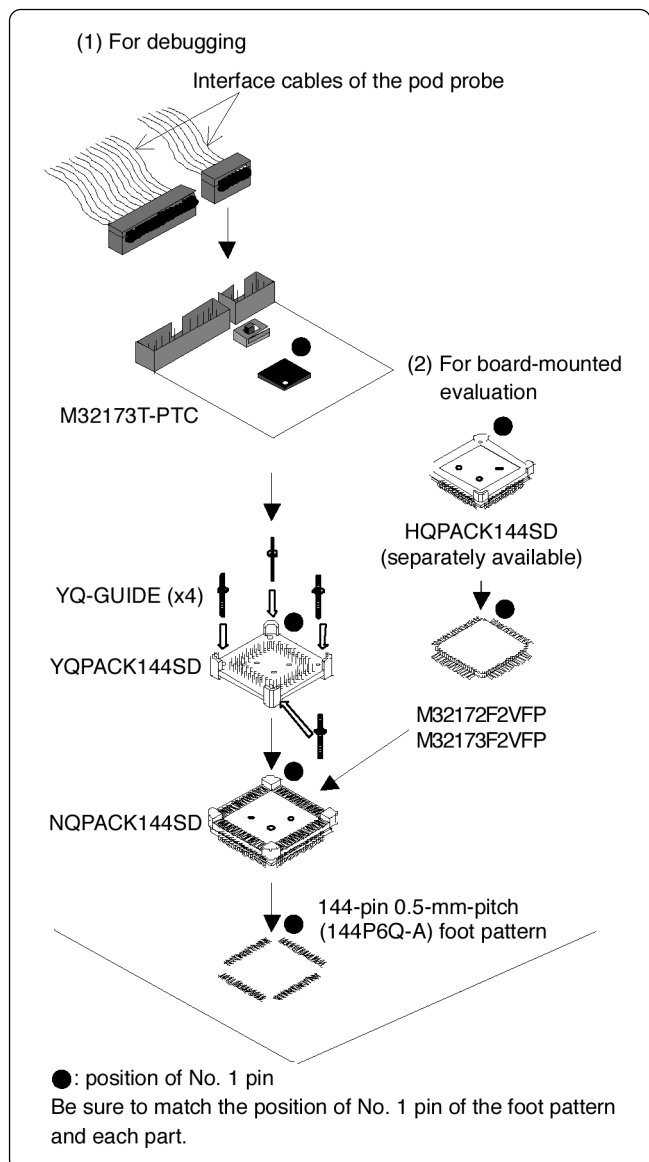 (1) For debugging
Interface cables of the pod probe
M32173T-PTC
(2) For board-mounted
evaluation
HQPACK144SD
(separately available)
YQ-GUIDE (x4)
YQPACK144SD
M32172F2VFP
M32173F2VFP
NQPACK144SD
144-pin 0.5-mm-pitch
(144P6Q-A) foot pattern
●: position of No. 1 pin
Be sure to match the position of No. 1 pin of the foot pattern
and each part.